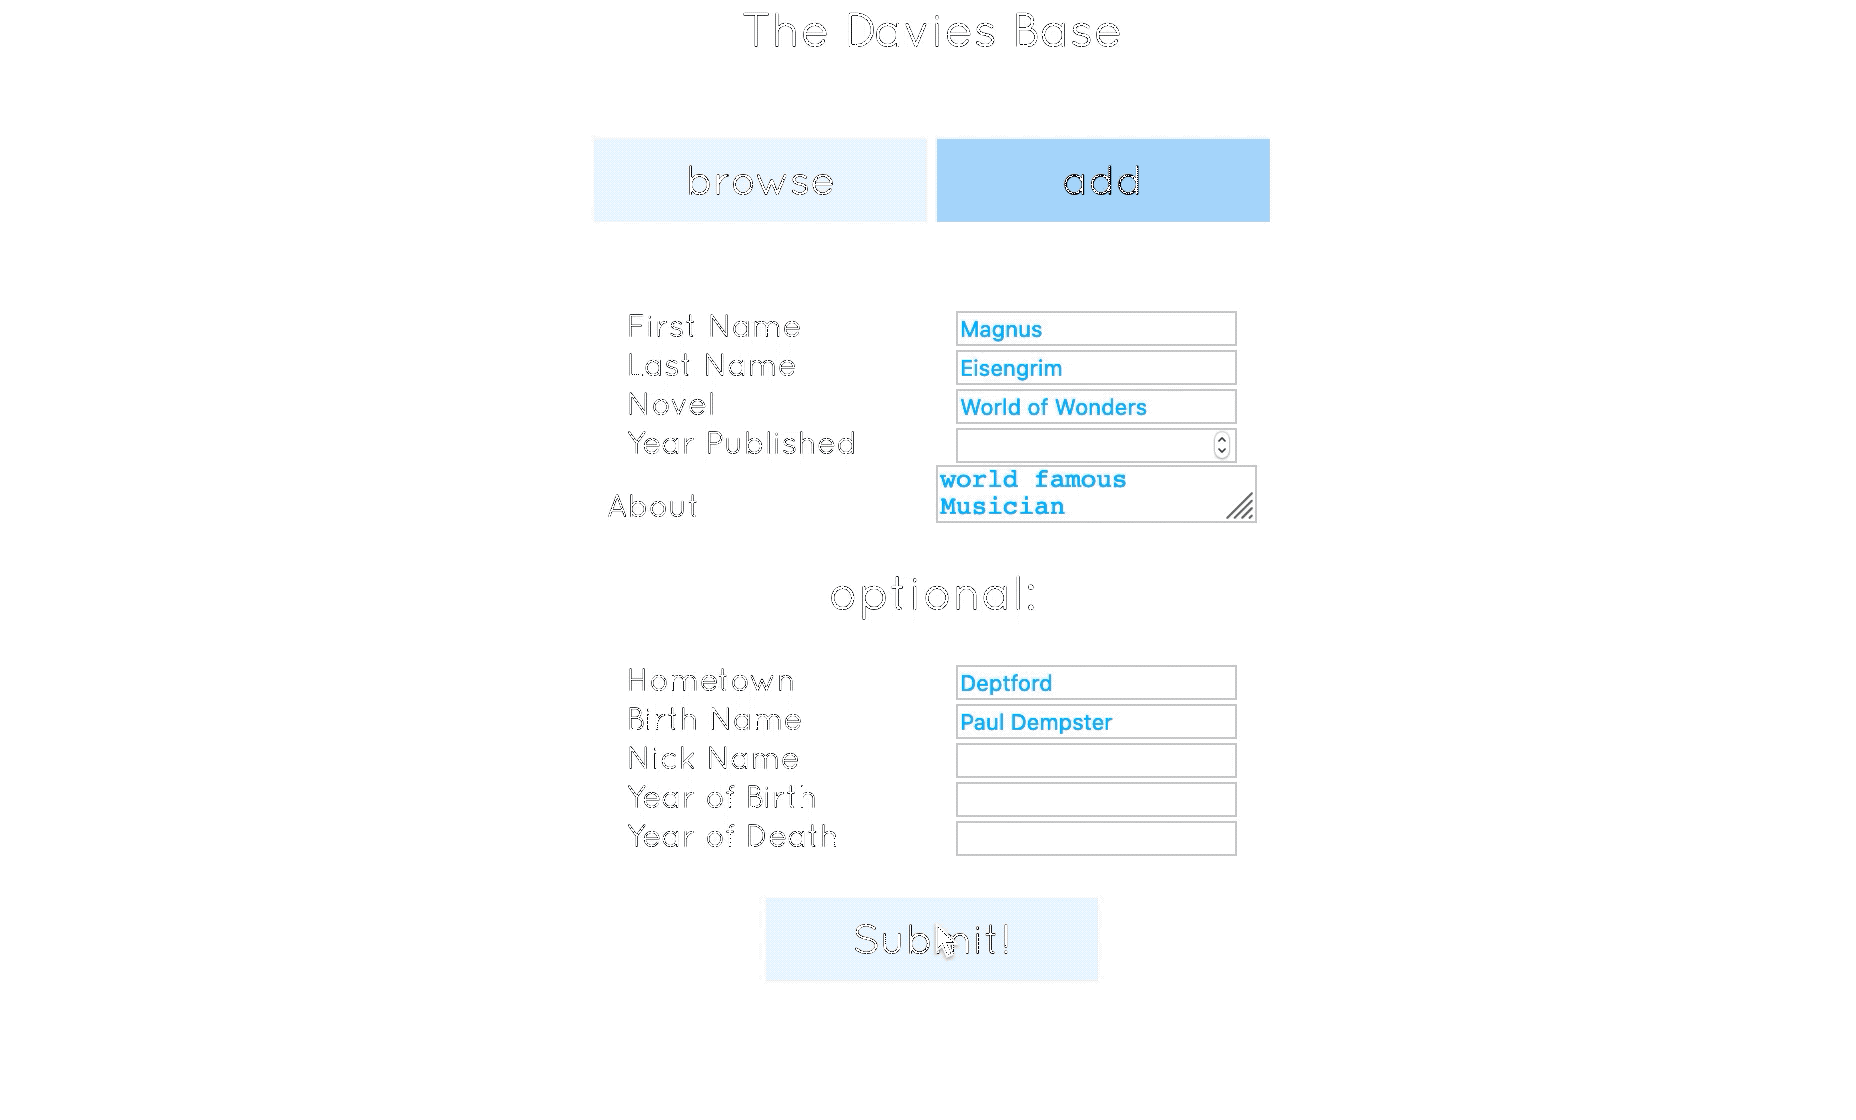 The Davies Base
browse add
First Name Magnus
Last Name Eisengrim
Novel World of Wonders
Year Published
world famous
Musician
About
optional:
Hometown Deptford
Birth Name Paul Dempster
Nick Name
Year of Birth
Year of Death
Submit!